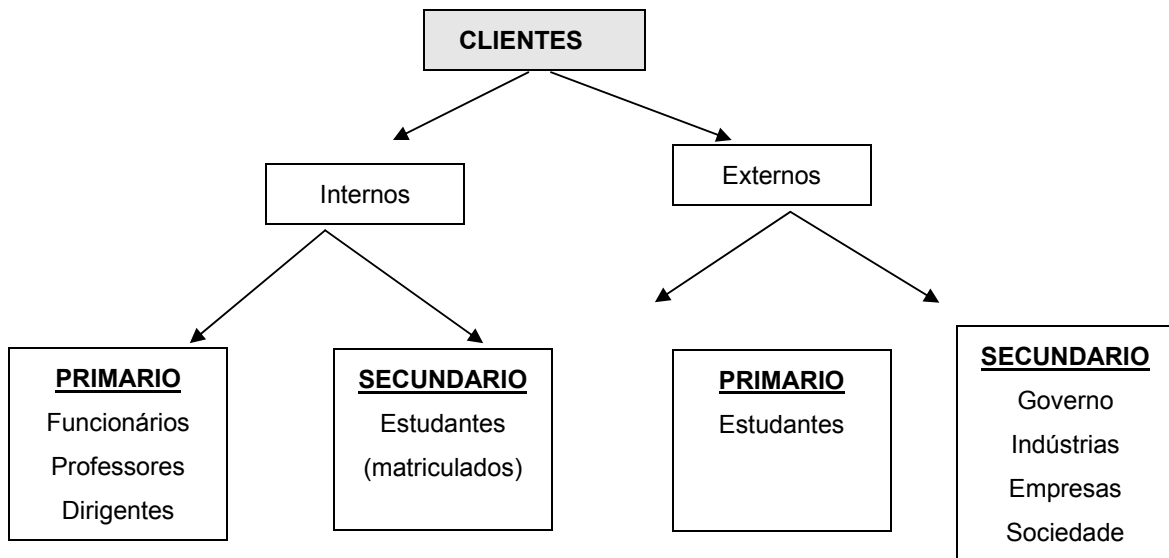 CLIENTES
Internos
Externos
PRIMARIO
Funcionários
Professores
Dirigentes
SECUNDARIO
Estudantes
(matriculados)
PRIMARIO
Estudantes
SECUNDARIO
Governo
Indústrias
Empresas
Sociedade